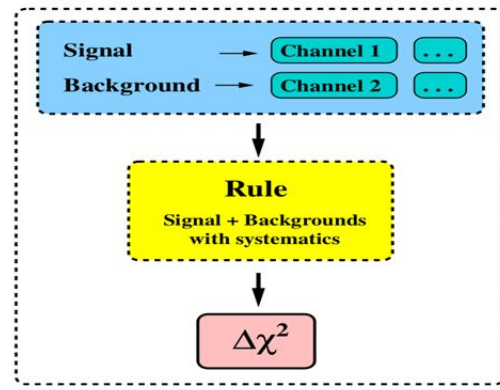 Signal → Channel 1 ...
Background → Channel 2 ...
Rule
Signal + Backgrounds
with systematics
Δχ²